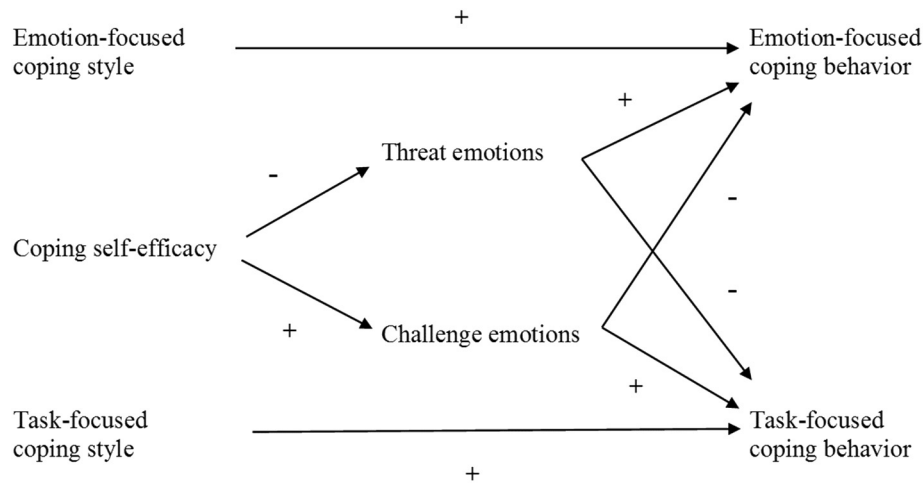 +
Emotion-focused
coping style
Emotion-focused
coping behavior
+
Threat emotions
-
-
Coping self-efficacy
-
+
Challenge emotions
+
Task-focused
coping style
Task-focused
coping behavior
+